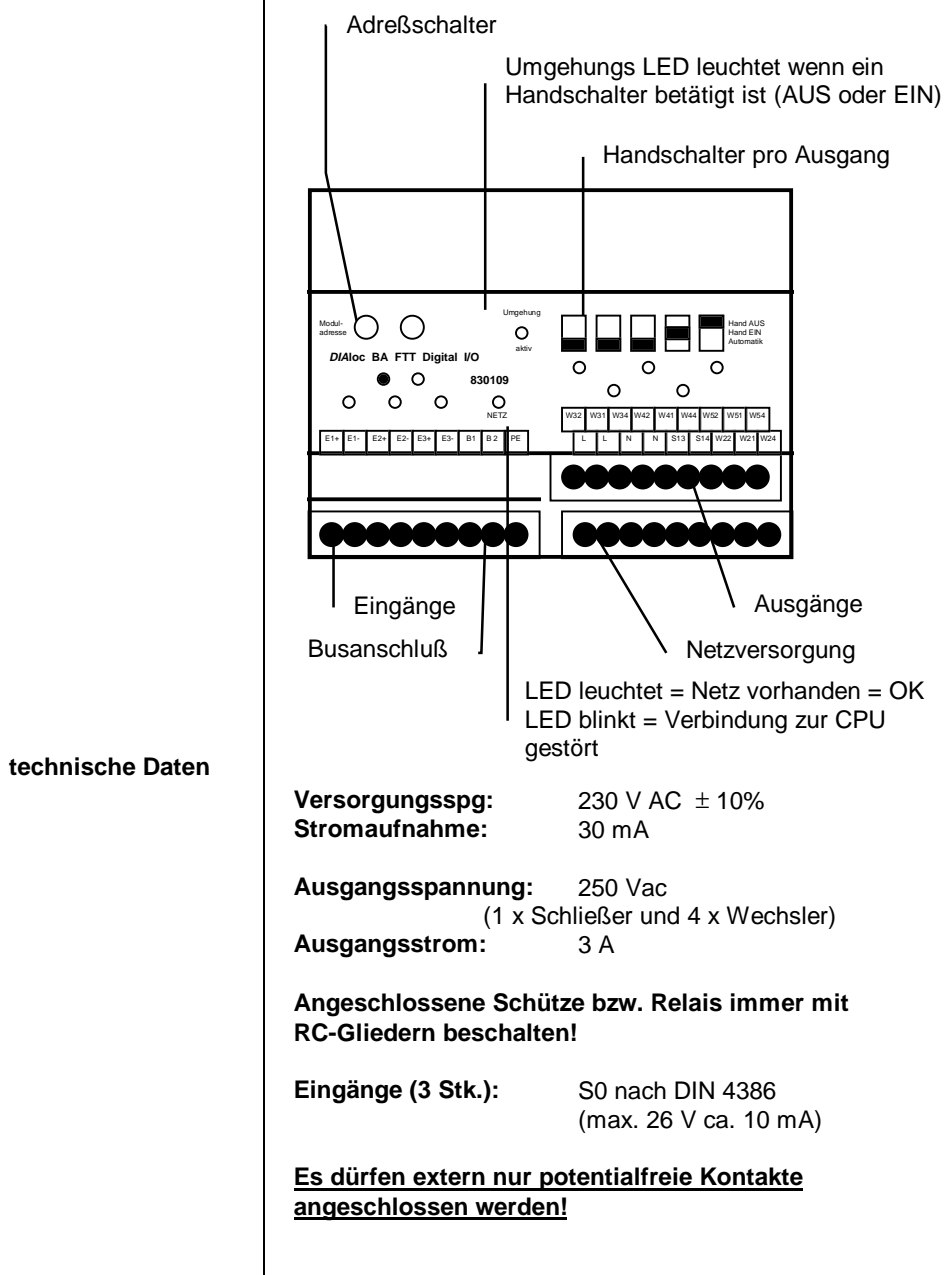 Adreßschalter
Umgehungs LED leuchtet wenn ein
Handschalter betätigt ist (AUS oder EIN)
Handschalter pro Ausgang
Modul-
adresse
Umgehung
aktiv
Hand AUS
Hand EIN
Automatik
DIAloc BA FTT Digital I/O
830109
NETZ
W32 W31 W34 W42 W41 W44 W52 W51 W54
E1+ E1- E2+ E2- E3+ E3- B1 B 2 PE
L L N N S13 S14 W22 W21 W24
Eingänge
Ausgänge
Busanschluß
Netzversorgung
LED leuchtet = Netz vorhanden = OK
LED blinkt = Verbindung zur CPU
gestört
technische Daten
Versorgungsspg: 230 V AC ± 10%
Stromaufnahme: 30 mA
Ausgangsspannung: 250 Vac
(1 x Schließer und 4 x Wechsler)
Ausgangsstrom: 3 A
Angeschlossene Schütze bzw. Relais immer mit
RC-Gliedern beschalten!
Eingänge (3 Stk.): S0 nach DIN 4386
(max. 26 V ca. 10 mA)
Es dürfen extern nur potentialfreie Kontakte
angeschlossen werden!